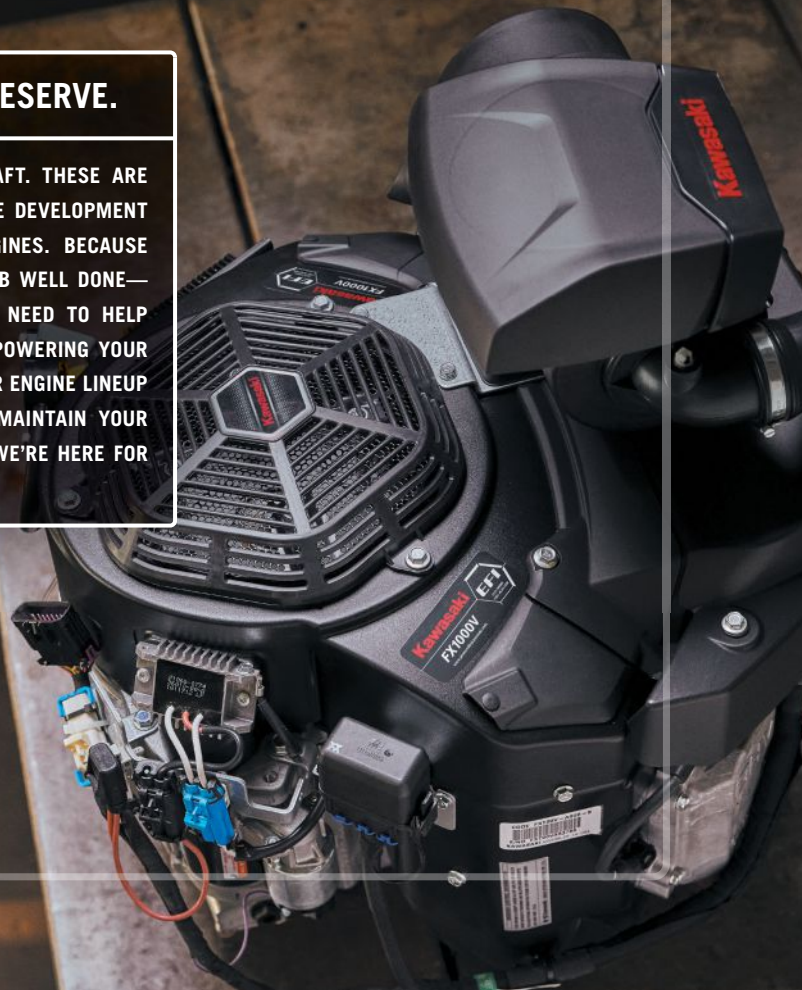 ESERVE.
AFT. THESE ARE
E DEVELOPMENT
GINES. BECAUSE
B WELL DONE—
NEED TO HELP
POWERING YOUR
R ENGINE LINEUP
MAINTAIN YOUR
WE’RE HERE FOR
Kawasaki
EFI
Kawasaki
FX1000V
Kawasaki
Kawasaki
EFI
FX1000V